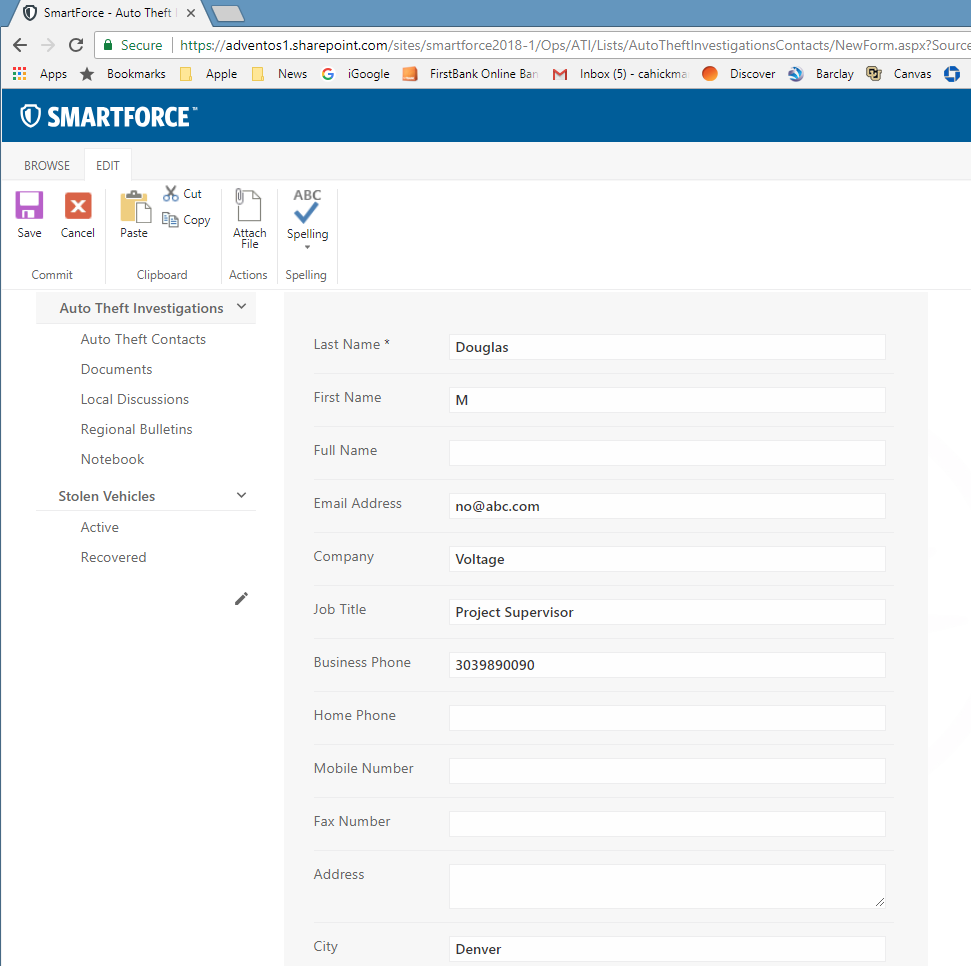 SmartForce - Auto Theft
Secure https://adventos1.sharepoint.com/sites/smartforce2018-1/Ops/ATI/Lists/AutoTheftInvestigationsContacts/NewForm.aspx?Source
Apps Bookmarks Apple News iGoogle FirstBank Online Ban Inbox (5) - cahickma Discover Barclay Canvas
SMARTFORCE™
BROWSE EDIT
Save Cancel Paste Cut Copy Attach File ABC Spelling
Commit Clipboard Actions Spelling
Auto Theft Investigations
Auto Theft Contacts
Documents
Local Discussions
Regional Bulletins
Notebook
Stolen Vehicles
Active
Recovered
Last Name * Douglas
First Name M
Full Name
Email Address no@abc.com
Company Voltage
Job Title Project Supervisor
Business Phone 3039890090
Home Phone
Mobile Number
Fax Number
Address
City Denver